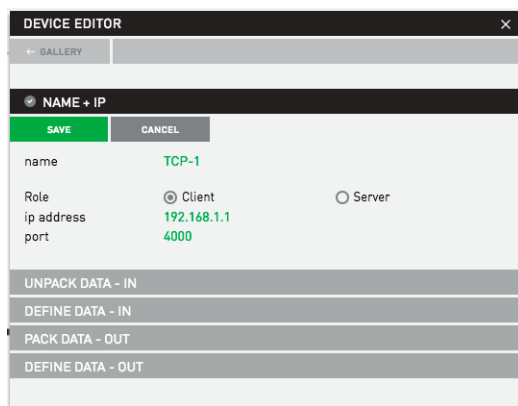 DEVICE EDITOR
← GALLERY
NAME + IP
SAVE CANCEL
name TCP-1
Role Client Server
ip address 192.168.1.1
port 4000
UNPACK DATA - IN
DEFINE DATA - IN
PACK DATA - OUT
DEFINE DATA - OUT